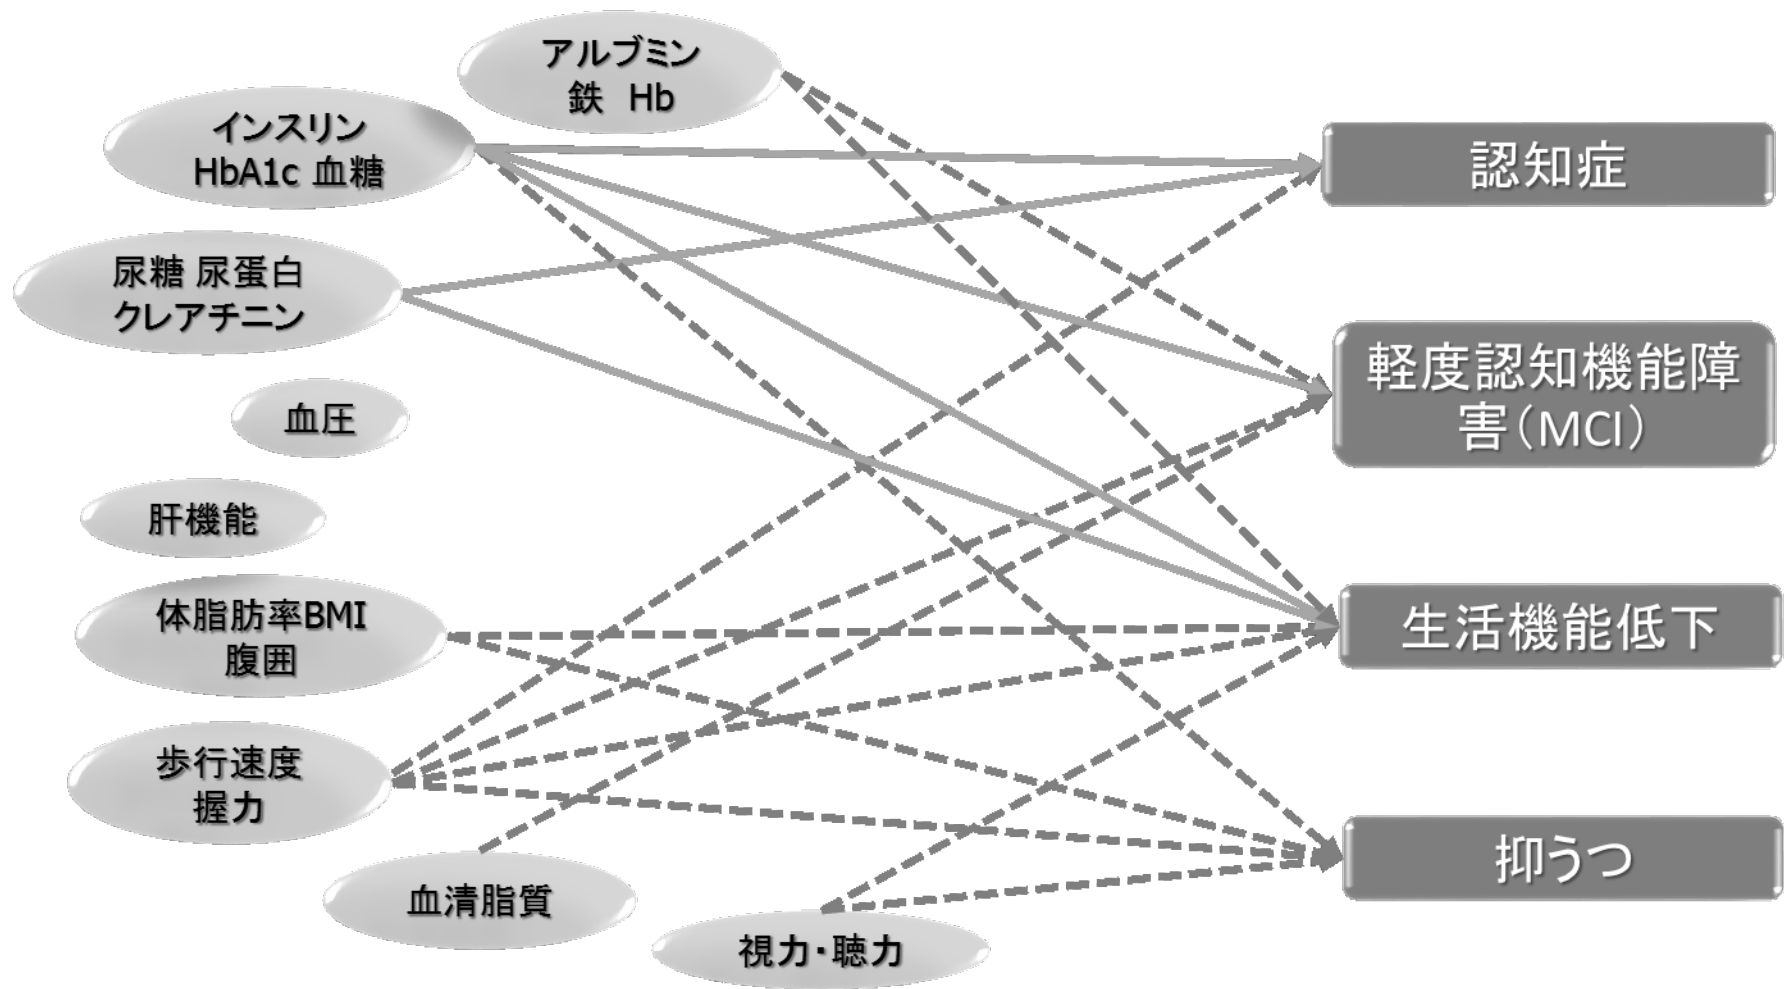 アルブミン
鉄　Hb
インスリン
HbA1c 血糖
尿糖 尿蛋白
クレアチニン
血圧
肝機能
体脂肪率BMI
腹囲
歩行速度
握力
血清脂質
視力・聴力
認知症
軽度認知機能障
害（MCI）
生活機能低下
抑うつ